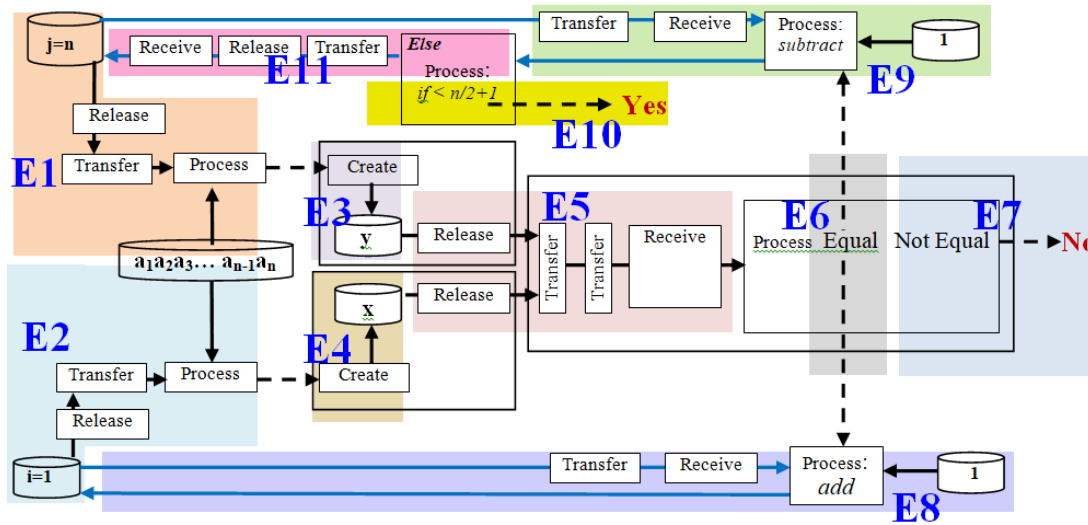 j=n
Receive
Release
Transfer
E11
Else
Process:
if < n/2+1
Yes
E10
Transfer
Receive
Process:
subtract
1
E9
Release
E1
Transfer
Process
Create
E3
y
Release
E5
Transfer
Transfer
Receive
E6
Process Equal
E7
Not Equal
No
a1a2a3... an-1an
x
Release
E2
E4
Transfer
Process
Create
Release
i=1
Transfer
Receive
Process:
add
1
E8